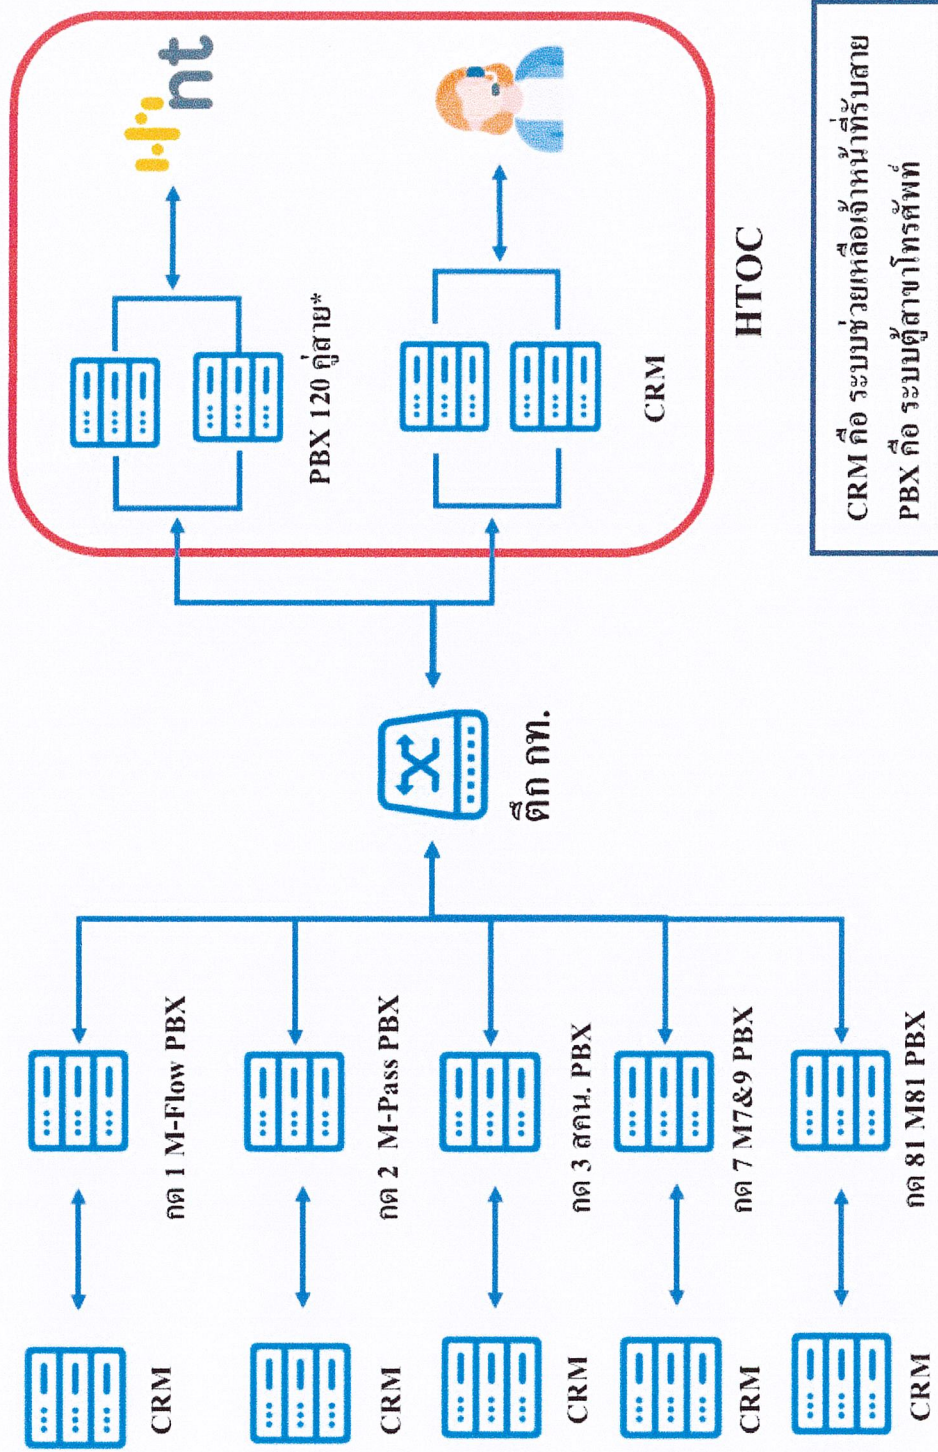 nt
PBX 120 คู่สาย*
CRM
HTOC
ตึก กท.
กด 1 M-Flow PBX
กด 2 M-Pass PBX
กด 3 สคน. PBX
กด 7 M7&9 PBX
กด 81 M81 PBX
CRM
CRM
CRM
CRM
CRM
CRM คือ ระบบช่วยเหลือเจ้าหน้าที่รับสาย
PBX คือ ระบบตู้สาขาโทรศัพท์